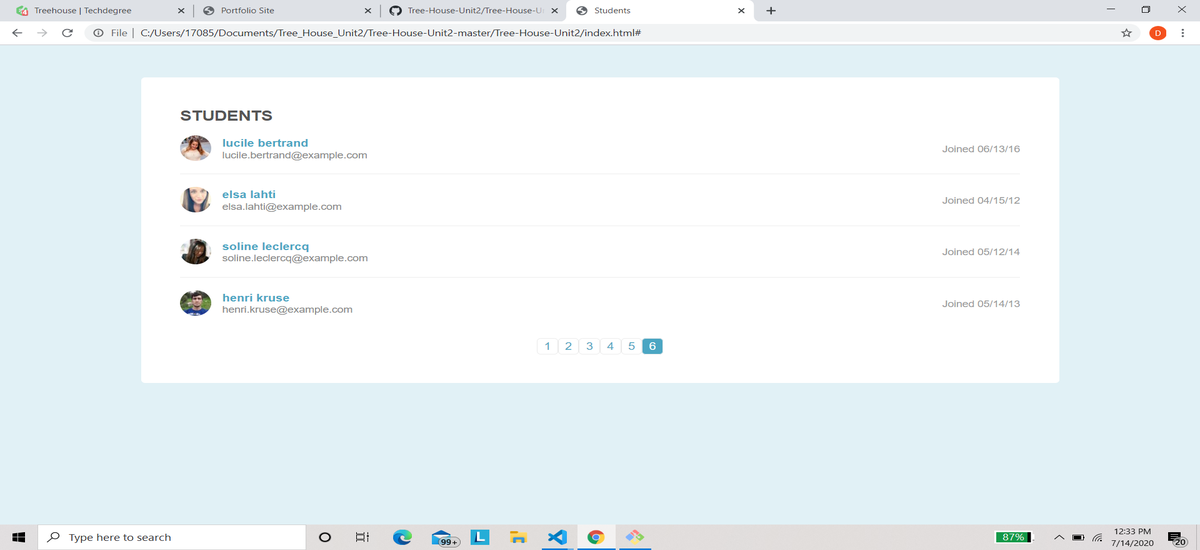 Treehouse | Techdegree
Portfolio Site
Tree-House-Unit2/Tree-House-U
Students
File | C:/Users/17085/Documents/Tree_House_Unit2/Tree-House-Unit2-master/Tree-House-Unit2/index.html#
D
STUDENTS
lucile bertrand
lucile.bertrand@example.com
Joined 06/13/16
elsa lahti
elsa.lahti@example.com
Joined 04/15/12
soline leclercq
soline.leclercq@example.com
Joined 05/12/14
henri kruse
henri.kruse@example.com
Joined 05/14/13
1 2 3 4 5 6
Type here to search
99+
L
87%
12:33 PM
7/14/2020
20